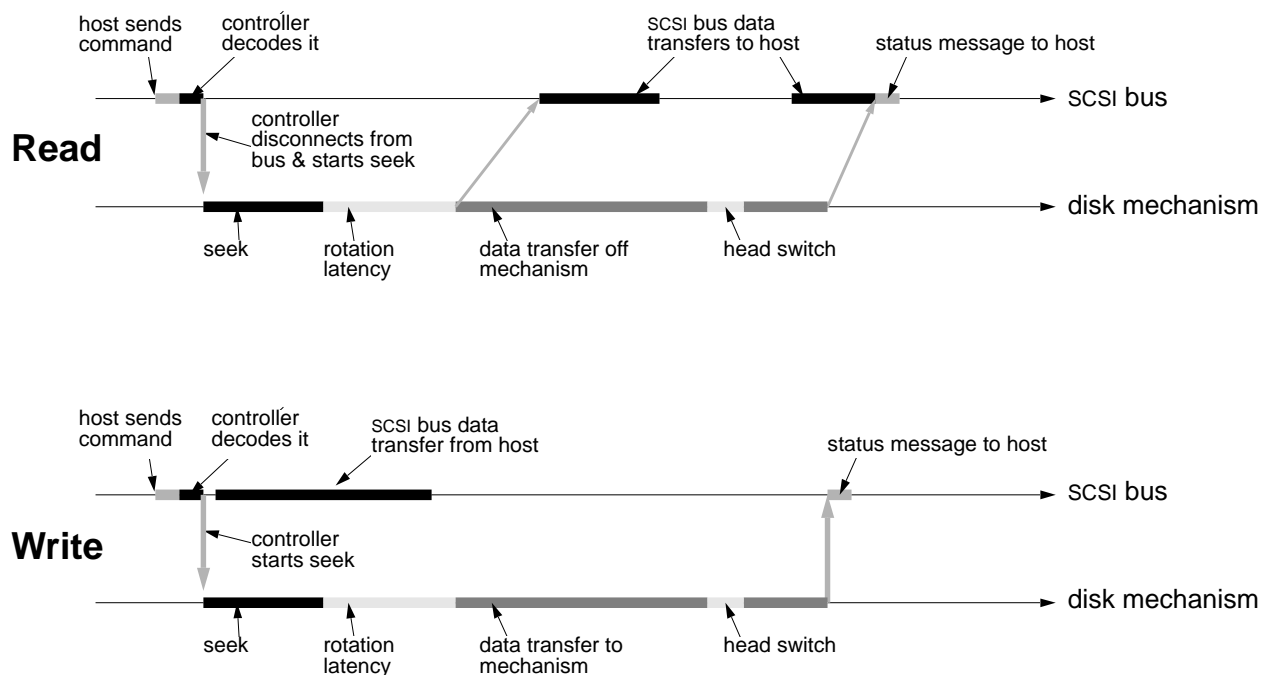 host sends
command
controller
decodes it
SCSI bus data
transfers to host
status message to host
SCSI bus
controller
disconnects from
bus & starts seek
Read
disk mechanism
seek
rotation
latency
data transfer off
mechanism
head switch
host sends
command
controller
decodes it
SCSI bus data
transfer from host
status message to host
SCSI bus
Write
controller
starts seek
disk mechanism
seek
rotation
latency
data transfer to
mechanism
head switch